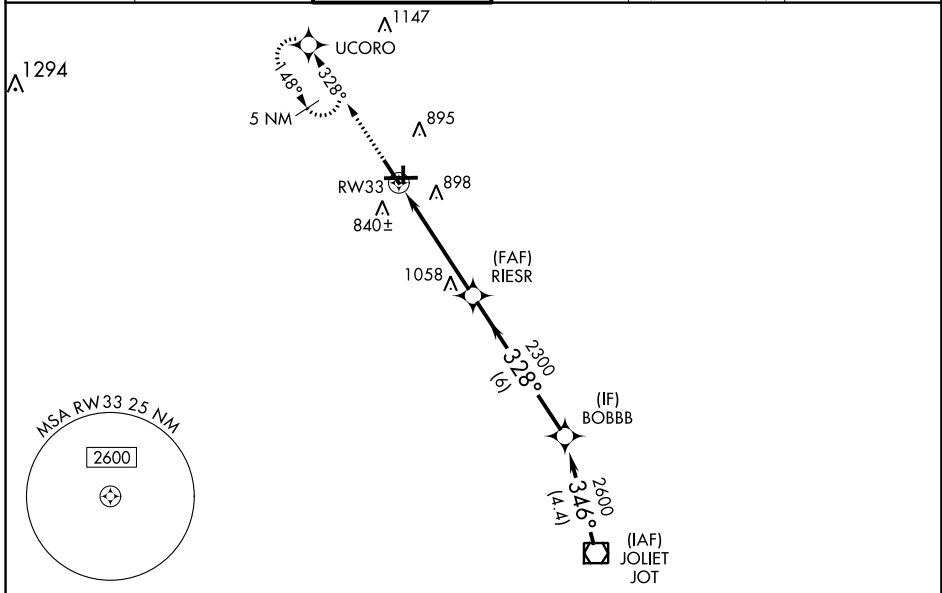 1147
UCORO
1294
148°
328°
5 NM
895
RW33
898
840±
(FAF)
RIESR
1058
2300
328°
(6)
(IF)
BOBBB
MSA RW33 25 NM
2600
2600
346°
(4.4)
(IAF)
JOLIET
JOT